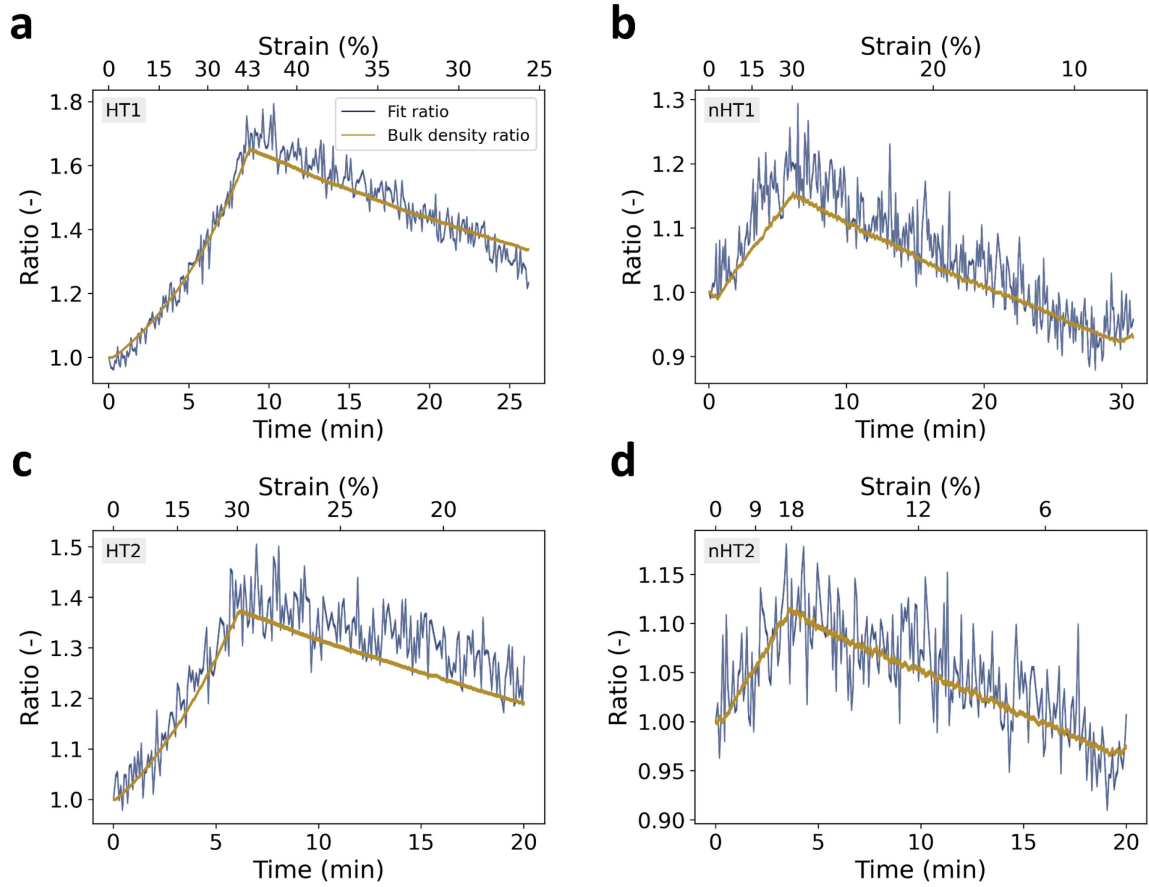 a
Strain (%)
0 15 30 43 40 35 30 25
HT1
Fit ratio
Bulk density ratio
Ratio (-)
1.8
1.6
1.4
1.2
1.0
0 5 10 15 20 25
Time (min)
b
Strain (%)
0 15 30 20 10
nHT1
Ratio (-)
1.3
1.2
1.1
1.0
0.9
0 10 20 30
Time (min)
c
Strain (%)
0 15 30 25 20
HT2
Ratio (-)
1.5
1.4
1.3
1.2
1.1
1.0
0 5 10 15 20
Time (min)
d
Strain (%)
0 9 18 12 6
nHT2
Ratio (-)
1.15
1.10
1.05
1.00
0.95
0.90
0 5 10 15 20
Time (min)